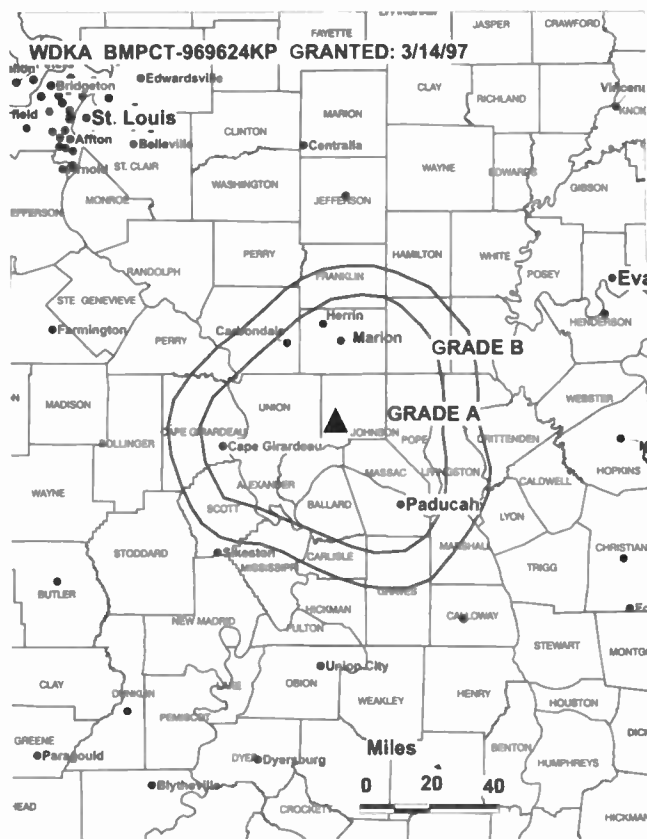 FAYETTE
JASPER
CRAWFORD
WDKA BMPCT-969624KP GRANTED: 3/14/97
Edwardsville
Bridgeton
CLAY
RICHLAND
KNOX
St. Louis
MARION
CLINTON
Affton
Belleville
Centralia
ST. CLAIR
WAYNE
EDWARDS
WASHINGTON
JEFFERSON
GIBSON
MONROE
PERRY
HAMILTON
WHITE
POSEY
RANDOLPH
FRANKLIN
STE GENEVIEVE
HENDERSON
Farmington
PERRY
Carbondale
Herrin
Marion
GRADE B
WEBSTER
MADISON
UNION
GRADE A
CAPE GIRARDEAU
JOHNSON
BOLLINGER
Cape Girardeau
POPE
CRITTENDEN
HOPKINS
MASSAC
LIVINGSTON
CALDWELL
WAYNE
ALEXANDER
SCOTT
BALLARD
Paducah
LYON
STODDARD
Sikeston
CARLISLE
MARSHALL
CHRISTIAN
MISSISSIPPI
TRIGG
BUTLER
HICKMAN
GRAVES
NEW MADRID
FULTON
CALLOWAY
STEWART
Union City
CLAY
DUNKLIN
LAKE
OBION
WEAKLEY
HENRY
HOUSTON
PEMISCOT
GREENE
Paragould
DYER
Dyersburg
Miles
BENTON
HUMPHREYS
Blytheville
0 20 40
CROCKETT
HICKMAN